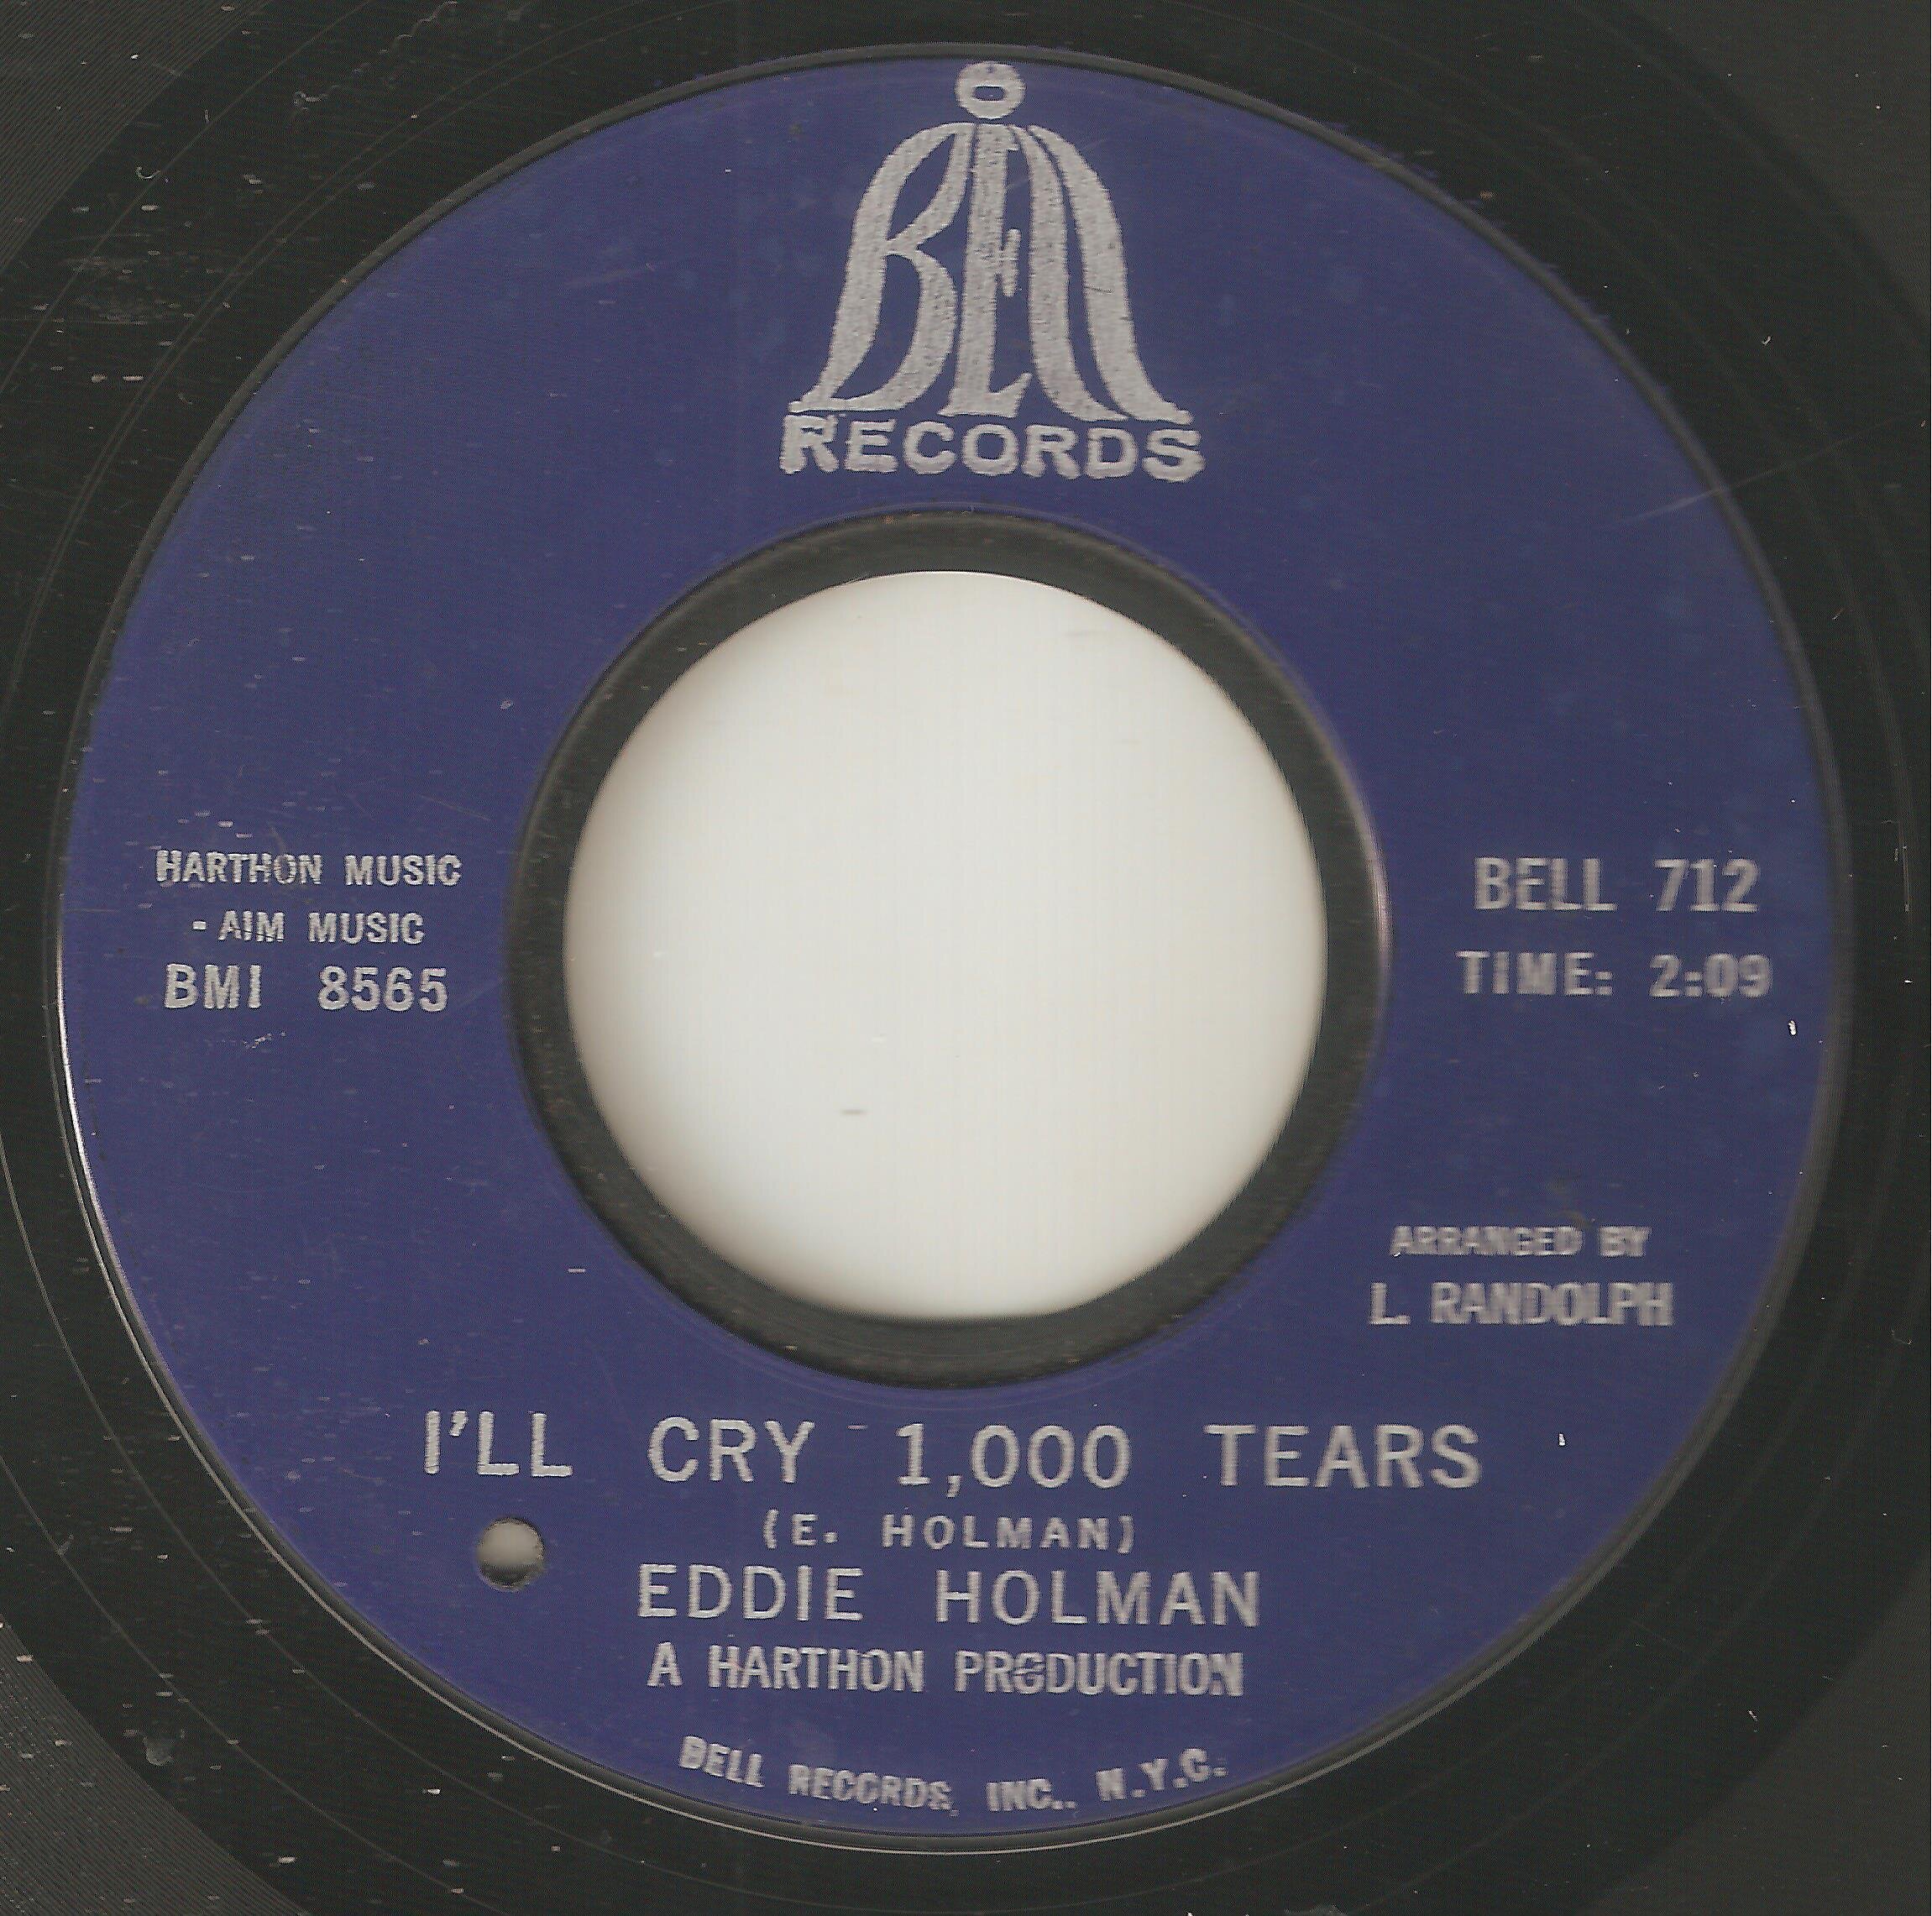 BELL
RECORDS
HARTHON MUSIC
- AIM MUSIC
BMI 8565
BELL 712
TIME: 2:09
ARRANGED BY
L. RANDOLPH
I'LL CRY 1,000 TEARS
(E. HOLMAN)
EDDIE HOLMAN
A HARTHON PRODUCTION
BELL RECORDS, INC., N.Y.C.